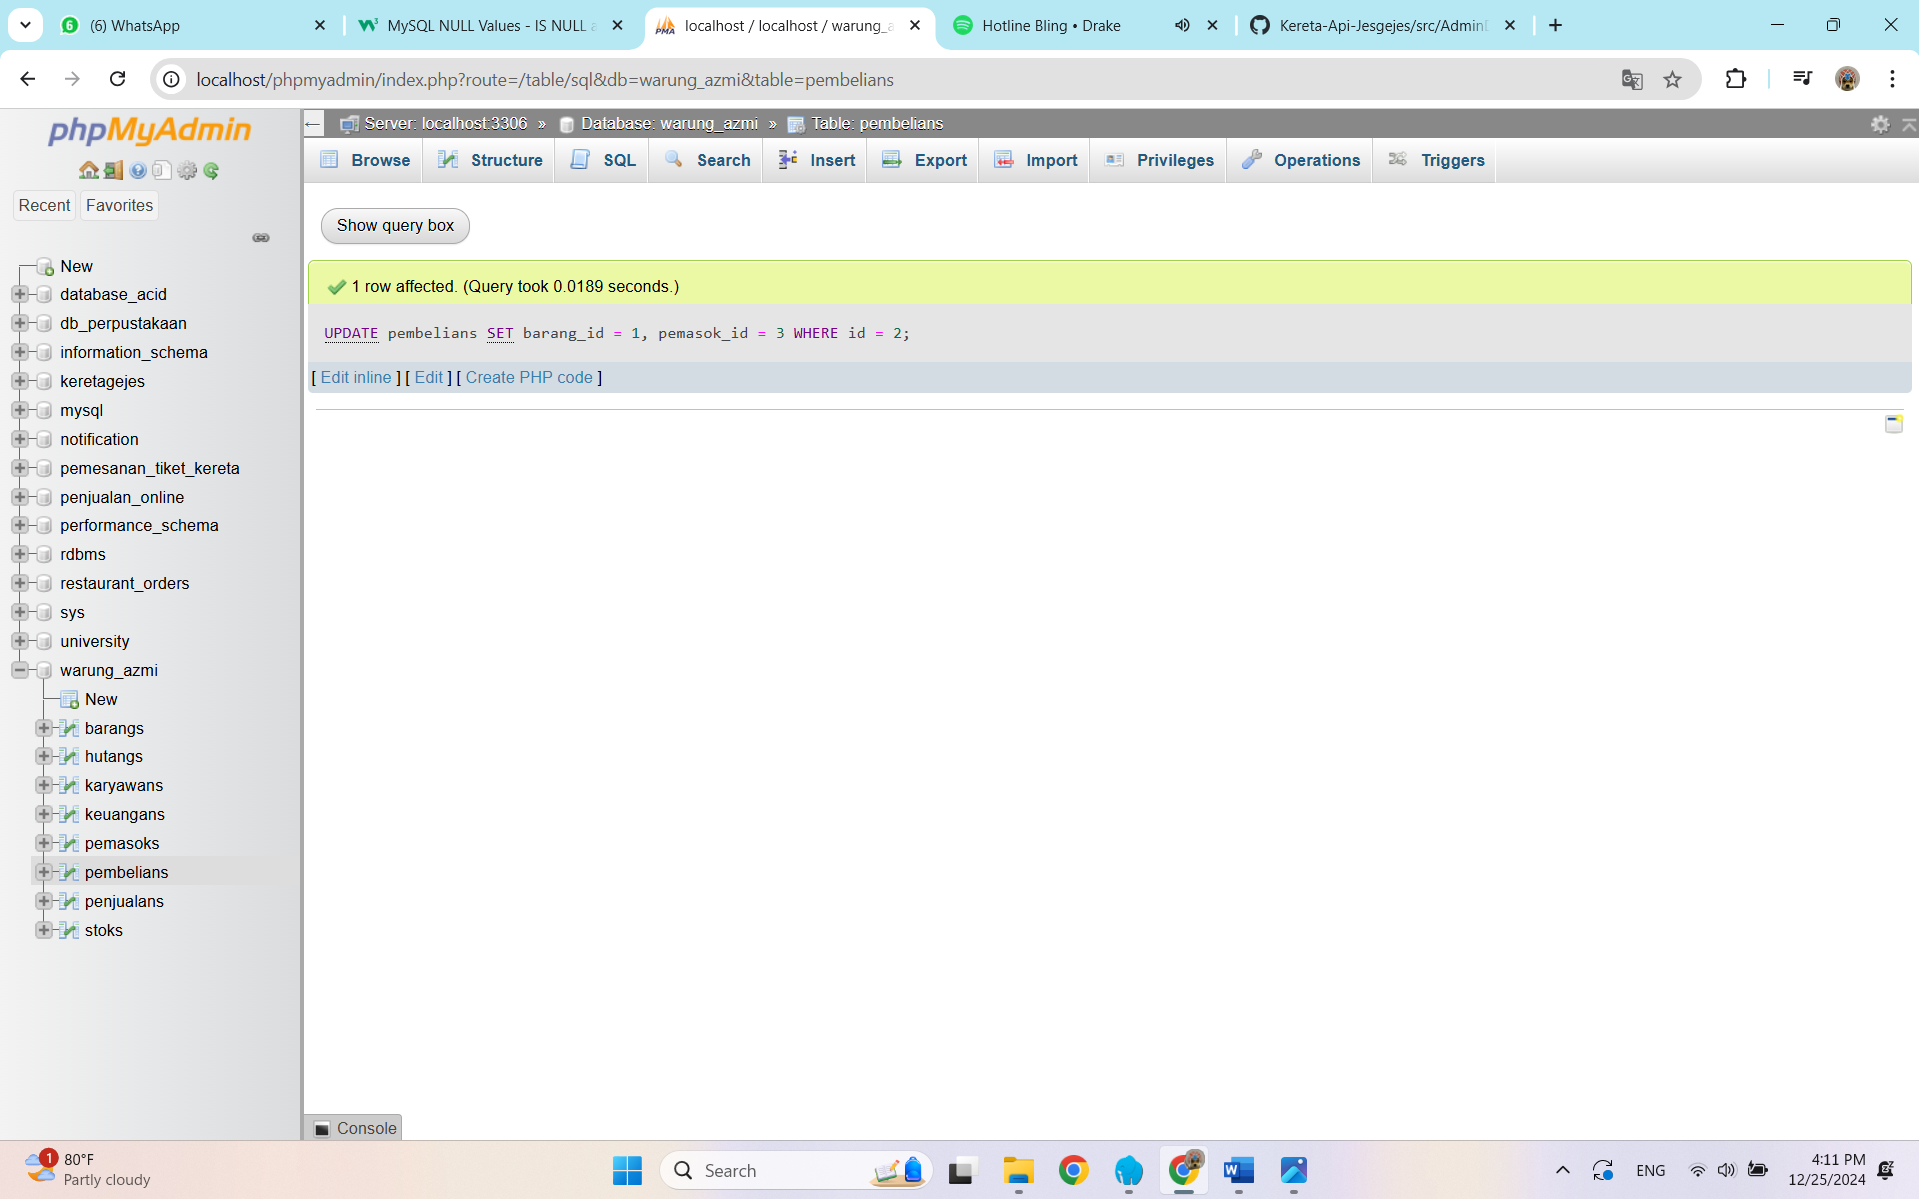 (6) WhatsApp
MySQL NULL Values - IS NULL a
localhost / localhost / warung_a
Hotline Bling • Drake
Kereta-Api-Jesgejes/src/Admin
localhost/phpmyadmin/index.php?route=/table/sql&db=warung_azmi&table=pembelians
phpMyAdmin
Recent
Favorites
New
database_acid
db_perpustakaan
information_schema
keretagejes
mysql
notification
pemesanan_tiket_kereta
penjualan_online
performance_schema
rdbms
restaurant_orders
sys
university
warung_azmi
New
barangs
hutangs
karyawans
keuangans
pemasoks
pembelians
penjualans
stoks
Server: localhost:3306 » Database: warung_azmi » Table: pembelians
Browse Structure SQL Search Insert Export Import Privileges Operations Triggers
Show query box
1 row affected. (Query took 0.0189 seconds.)
UPDATE pembelians SET barang_id = 1, pemasok_id = 3 WHERE id = 2;
[ Edit inline ] [ Edit ] [ Create PHP code ]
Console
1
80°F
Partly cloudy
Search
ENG
4:11 PM
12/25/2024